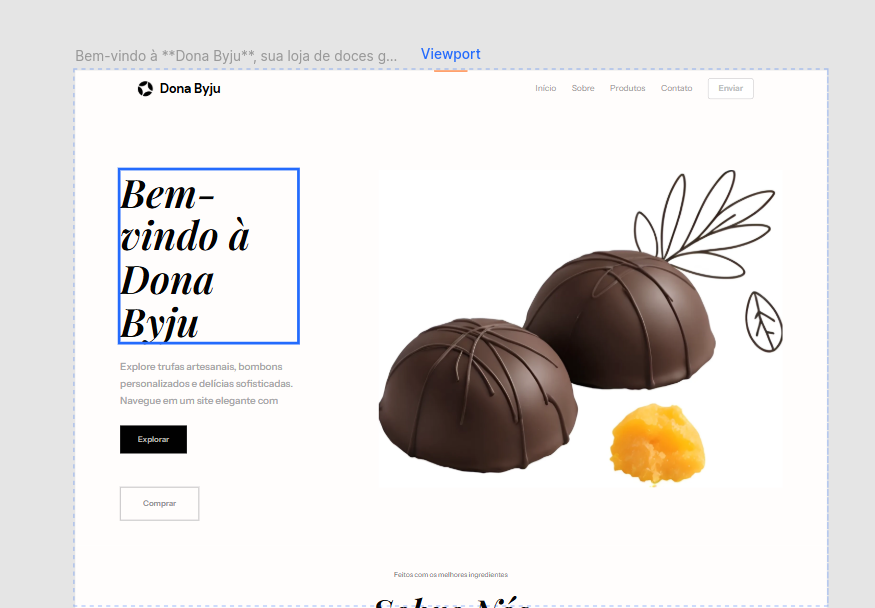 Bem-vindo à **Dona Byju**, sua loja de doces g...
Viewport
Dona Byju
Início Sobre Produtos Contato Enviar
Bem-
vindo à
Dona
Byju
Explore trufas artesanais, bombons
personalizados e delícias sofisticadas.
Navegue em um site elegante com
Explorar
Comprar
Feitos com os melhores ingredientes
Sobre Nós